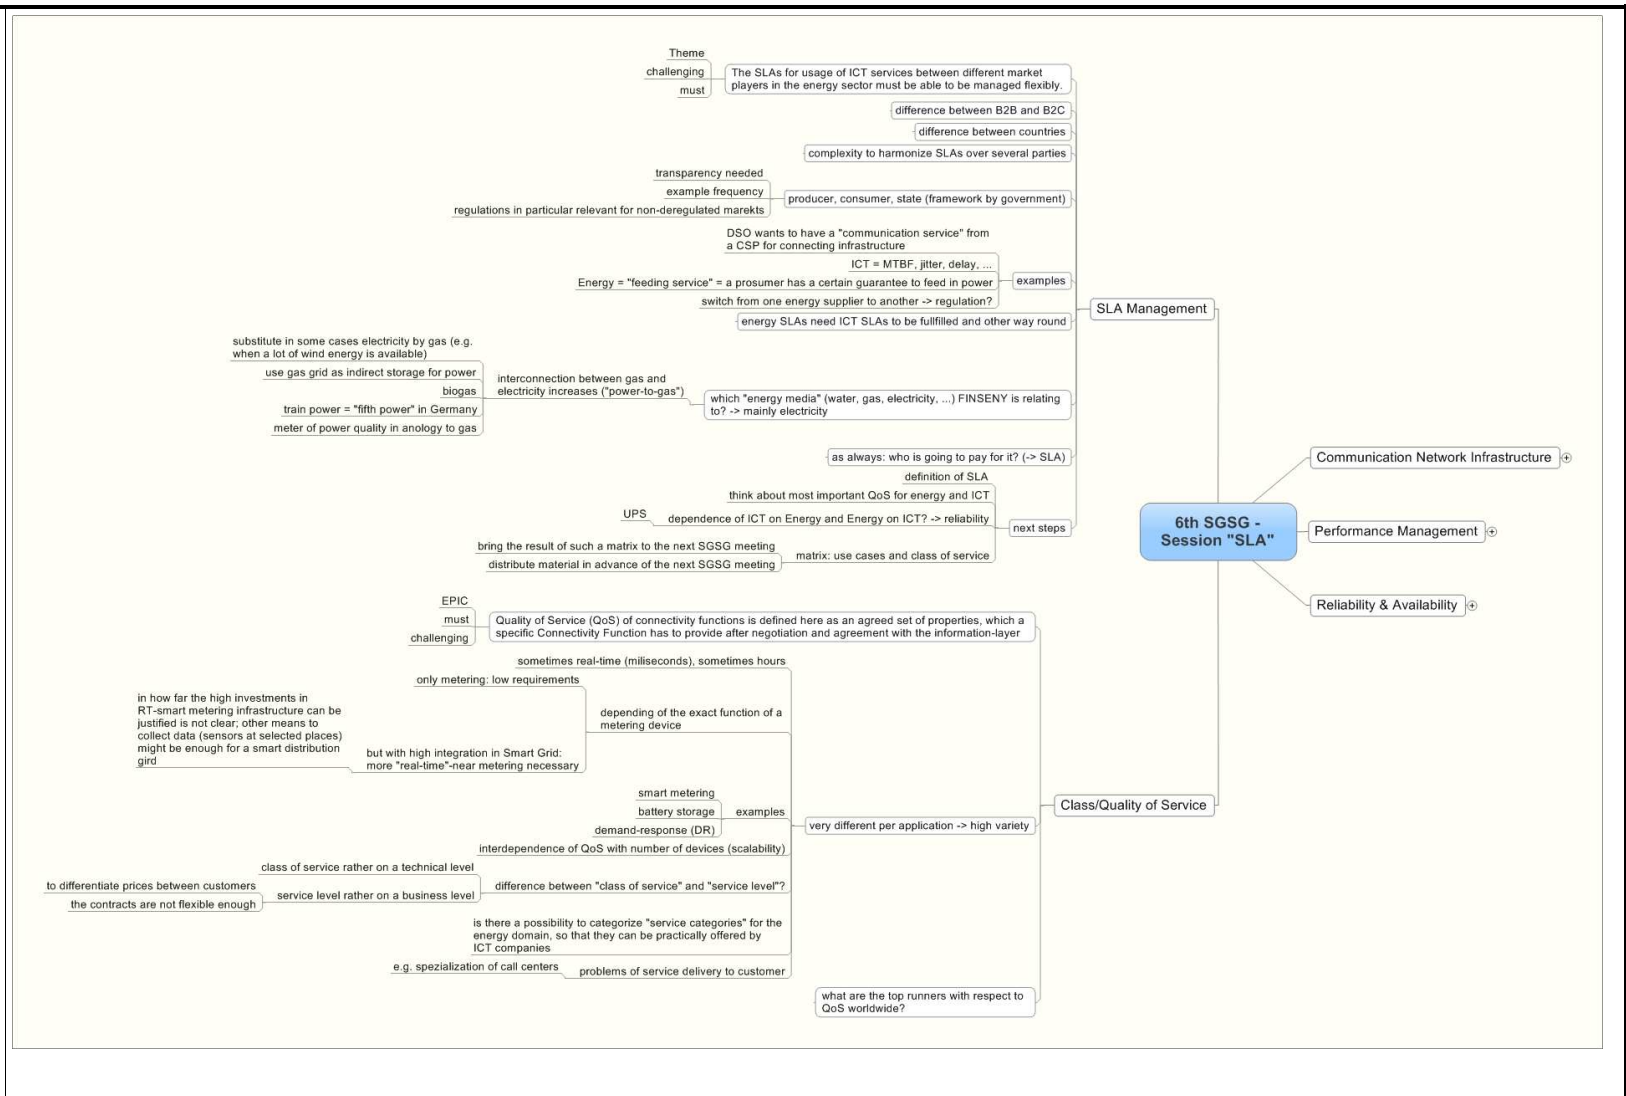 Theme
challenging
must
The SLAs for usage of ICT services between different market
players in the energy sector must be able to be managed flexibly.
difference between B2B and B2C
difference between countries
complexity to harmonize SLAs over several parties
transparency needed
example frequency
regulations in particular relevant for non-deregulated marekts
producer, consumer, state (framework by government)
DSO wants to have a "communication service" from
a CSP for connecting infrastructure
ICT = MTBF, jitter, delay, ...
Energy = "feeding service" = a prosumer has a certain guarantee to feed in power
switch from one energy supplier to another -> regulation?
examples
energy SLAs need ICT SLAs to be fullfilled and other way round
SLA Management
substitute in some cases electricity by gas (e.g.
when a lot of wind energy is available)
use gas grid as indirect storage for power
biogas
train power = "fifth power" in Germany
meter of power quality in anology to gas
interconnection between gas and
electricity increases ("power-to-gas")
which "energy media" (water, gas, electricity, ...) FINSENY is relating
to? -> mainly electricity
as always: who is going to pay for it? (-> SLA)
definition of SLA
think about most important QoS for energy and ICT
UPS
dependence of ICT on Energy and Energy on ICT? -> reliability
bring the result of such a matrix to the next SGSG meeting
distribute material in advance of the next SGSG meeting
matrix: use cases and class of service
next steps
6th SGSG -
Session "SLA"
Communication Network Infrastructure
Performance Management
Reliability & Availability
EPIC
must
challenging
Quality of Service (QoS) of connectivity functions is defined here as an agreed set of properties, which a
specific Connectivity Function has to provide after negotiation and agreement with the information-layer
sometimes real-time (miliseconds), sometimes hours
only metering: low requirements
in how far the high investments in
RT-smart metering infrastructure can be
justified is not clear; other means to
collect data (sensors at selected places)
might be enough for a smart distribution
gird
but with high integration in Smart Grid:
more "real-time"-near metering necessary
depending of the exact function of a
metering device
smart metering
battery storage
demand-response (DR)
examples
interdependence of QoS with number of devices (scalability)
class of service rather on a technical level
to differentiate prices between customers
the contracts are not flexible enough
service level rather on a business level
difference between "class of service" and "service level"?
is there a possibility to categorize "service categories" for the
energy domain, so that they can be practically offered by
ICT companies
e.g. spezialization of call centers
problems of service delivery to customer
very different per application -> high variety
what are the top runners with respect to
QoS worldwide?
Class/Quality of Service